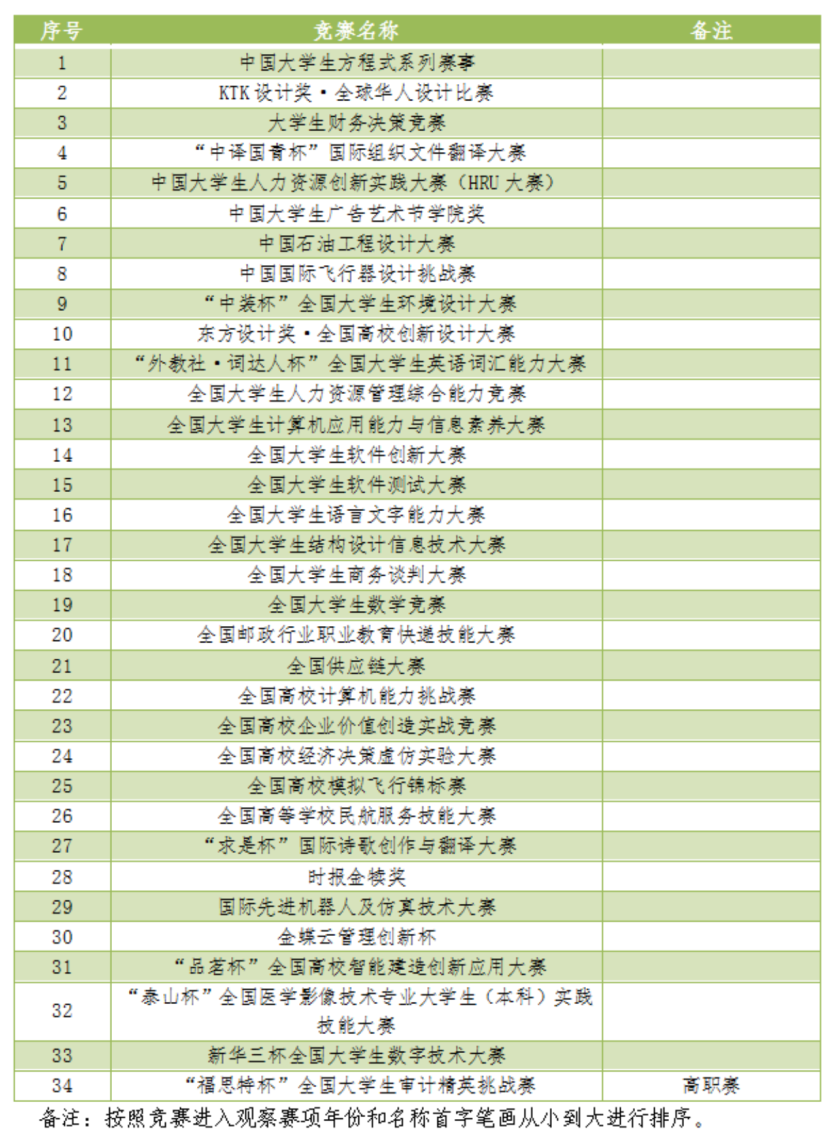 序号 竞赛名称 备注
1 中国大学生方程式系列赛事
2 KTK设计奖·全球华人设计比赛
3 大学生财务决策竞赛
4 “中译国青杯”国际组织文件翻译大赛
5 中国大学生人力资源创新实践大赛（HRU大赛）
6 中国大学生广告艺术节学院奖
7 中国石油工程设计大赛
8 中国国际飞行器设计挑战赛
9 “中装杯”全国大学生环境设计大赛
10 东方设计奖·全国高校创新设计大赛
11 “外教社·词达人杯”全国大学生英语词汇能力大赛
12 全国大学生人力资源管理综合能力竞赛
13 全国大学生计算机应用能力与信息素养大赛
14 全国大学生软件创新大赛
15 全国大学生软件测试大赛
16 全国大学生语言文字能力大赛
17 全国大学生结构设计信息技术大赛
18 全国大学生商务谈判大赛
19 全国大学生数学竞赛
20 全国邮政行业职业教育快递技能大赛
21 全国供应链大赛
22 全国高校计算机能力挑战赛
23 全国高校企业价值创造实战竞赛
24 全国高校经济决策虚仿实验大赛
25 全国高校模拟飞行锦标赛
26 全国高等学校民航服务技能大赛
27 “求是杯”国际诗歌创作与翻译大赛
28 时报金犊奖
29 国际先进机器人及仿真技术大赛
30 金蝶云管理创新杯
31 “品茗杯”全国高校智能建造创新应用大赛
32 “泰山杯”全国医学影像技术专业大学生（本科）实践
技能大赛
33 新华三杯全国大学生数字技术大赛
34 “福思特杯”全国大学生审计精英挑战赛 高职赛
备注：按照竞赛进入观察赛项年份和名称首字笔画从小到大进行排序。